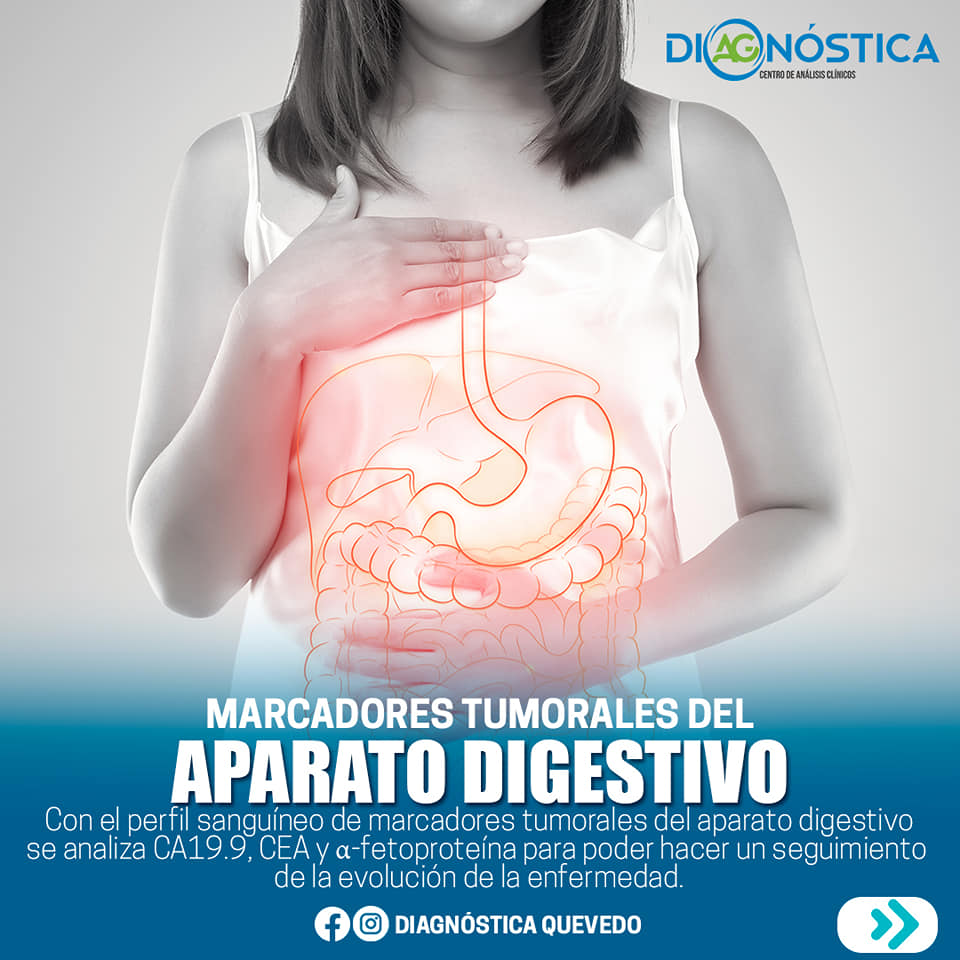 DIAGNÓSTICA
CENTRO DE ANÁLISIS CLÍNICOS
MARCADORES TUMORALES DEL
APARATO DIGESTIVO
Con el perfil sanguíneo de marcadores tumorales del aparato digestivo
se analiza CA19.9, CEA y α-fetoproteína para poder hacer un seguimiento
de la evolución de la enfermedad.
DIAGNÓSTICA QUEVEDO